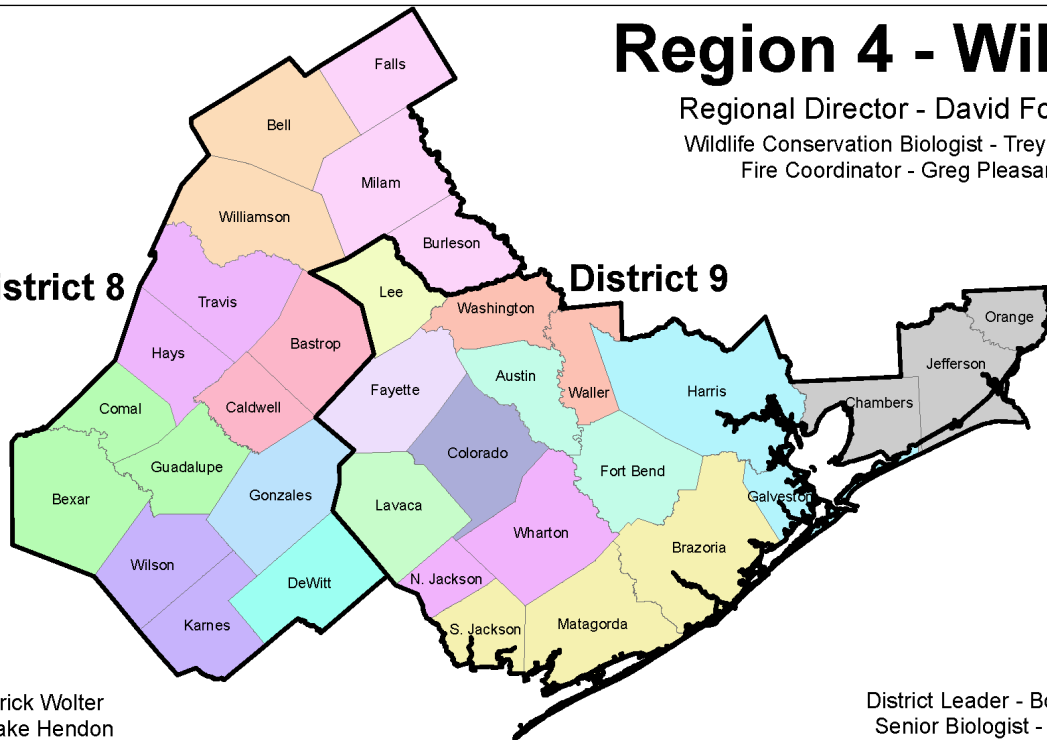 Region 4 - Wil
Regional Director - David Fo
Wildlife Conservation Biologist - Trey
Fire Coordinator - Greg Pleasan
Falls
Bell
Milam
Williamson
Burleson
istrict 8
District 9
Lee
Travis
Washington
Orange
Bastrop
Hays
Jefferson
Austin
Fayette
Waller
Harris
Chambers
Comal
Caldwell
Colorado
Guadalupe
Fort Bend
Bexar
Gonzales
Galveston
Lavaca
Wharton
Brazoria
Wilson
N. Jackson
DeWitt
Karnes
S. Jackson
Matagorda
rick Wolter
ake Hendon
District Leader - Bo
Senior Biologist -